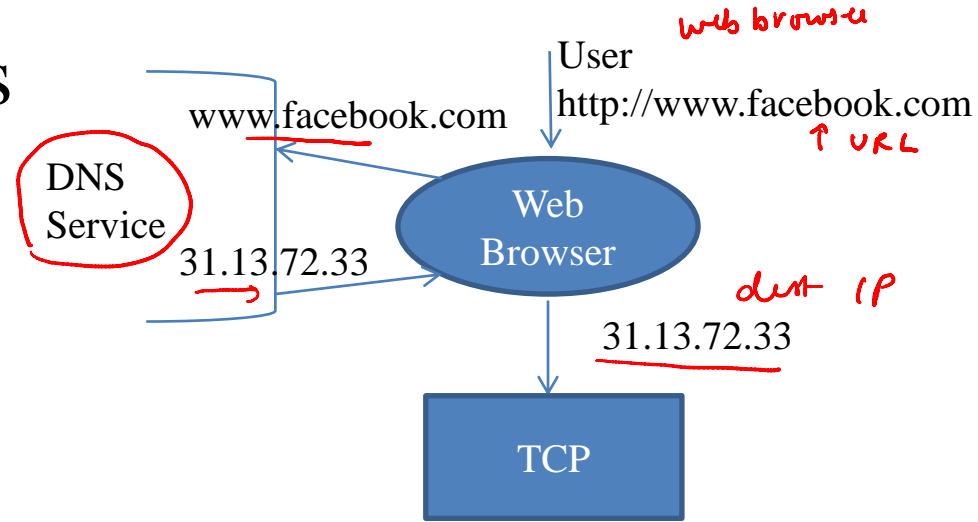 S
web browser
User
http://www.facebook.com
↑ URL
www.facebook.com
DNS
Service
31.13.72.33
Web
Browser
dest IP
31.13.72.33
TCP